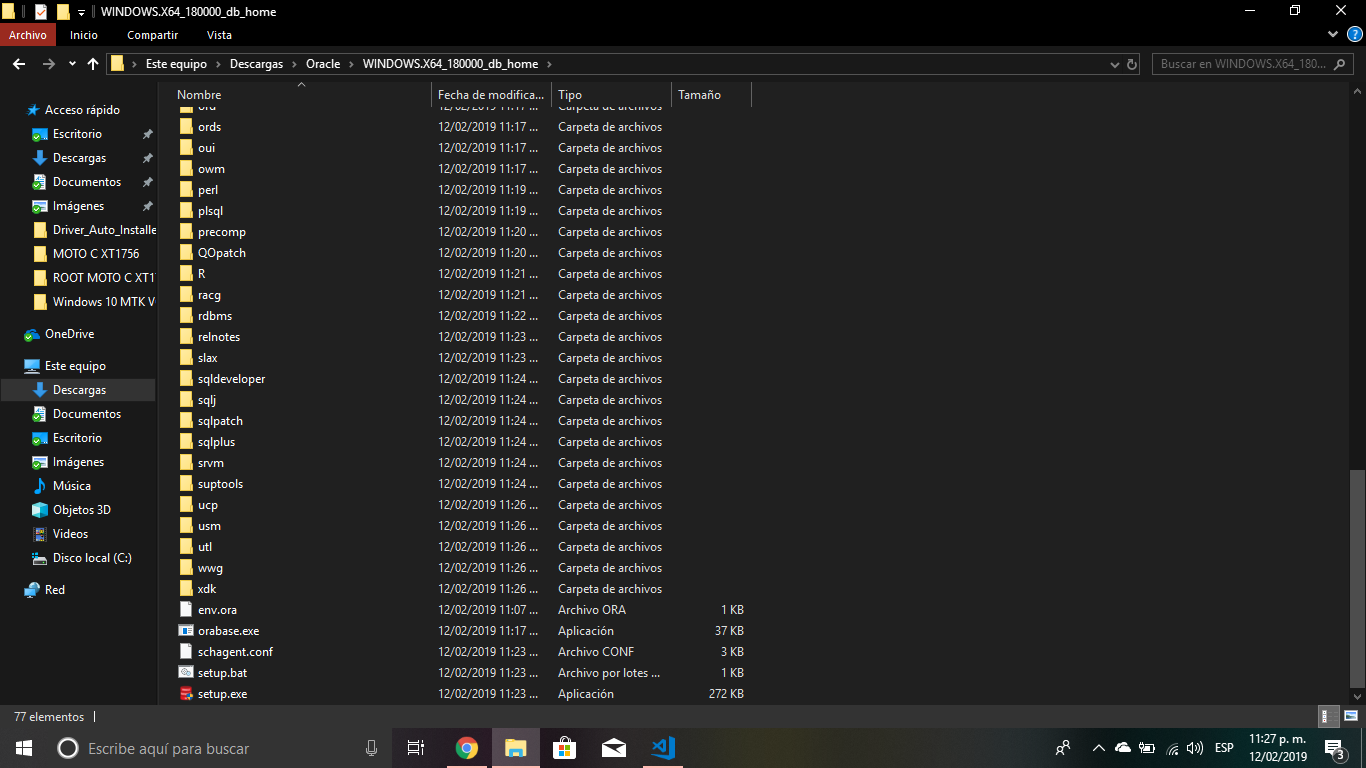 WINDOWS.X64_180000_db_home
Archivo Inicio Compartir Vista
Este equipo Descargas Oracle WINDOWS.X64_180000_db_home
Buscar en WINDOWS.X64_180...
Nombre Fecha de modifica... Tipo Tamaño
Acceso rápido
Escritorio
Descargas
Documentos
Imágenes
Driver_Auto_Installe
MOTO C XT1756
ROOT MOTO C XT1
Windows 10 MTK V
OneDrive
Este equipo
Descargas
Documentos
Escritorio
Imágenes
Música
Objetos 3D
Videos
Disco local (C:)
Red
ord 12/02/2019 11:17 ... Carpeta de archivos
ords 12/02/2019 11:17 ... Carpeta de archivos
oui 12/02/2019 11:17 ... Carpeta de archivos
owm 12/02/2019 11:17 ... Carpeta de archivos
perl 12/02/2019 11:19 ... Carpeta de archivos
plsql 12/02/2019 11:19 ... Carpeta de archivos
precomp 12/02/2019 11:20 ... Carpeta de archivos
QOpatch 12/02/2019 11:20 ... Carpeta de archivos
R 12/02/2019 11:21 ... Carpeta de archivos
racg 12/02/2019 11:21 ... Carpeta de archivos
rdbms 12/02/2019 11:22 ... Carpeta de archivos
relnotes 12/02/2019 11:23 ... Carpeta de archivos
slax 12/02/2019 11:23 ... Carpeta de archivos
sqldeveloper 12/02/2019 11:24 ... Carpeta de archivos
sqlj 12/02/2019 11:24 ... Carpeta de archivos
sqlpatch 12/02/2019 11:24 ... Carpeta de archivos
sqlplus 12/02/2019 11:24 ... Carpeta de archivos
srvm 12/02/2019 11:24 ... Carpeta de archivos
suptools 12/02/2019 11:24 ... Carpeta de archivos
ucp 12/02/2019 11:26 ... Carpeta de archivos
usm 12/02/2019 11:26 ... Carpeta de archivos
utl 12/02/2019 11:26 ... Carpeta de archivos
wwg 12/02/2019 11:26 ... Carpeta de archivos
xdk 12/02/2019 11:26 ... Carpeta de archivos
env.ora 12/02/2019 11:07 ... Archivo ORA 1 KB
orabase.exe 12/02/2019 11:17 ... Aplicación 37 KB
schagent.conf 12/02/2019 11:23 ... Archivo CONF 3 KB
setup.bat 12/02/2019 11:23 ... Archivo por lotes ... 1 KB
setup.exe 12/02/2019 11:23 ... Aplicación 272 KB
77 elementos
Escribe aquí para buscar
ESP
11:27 p. m.
12/02/2019
3